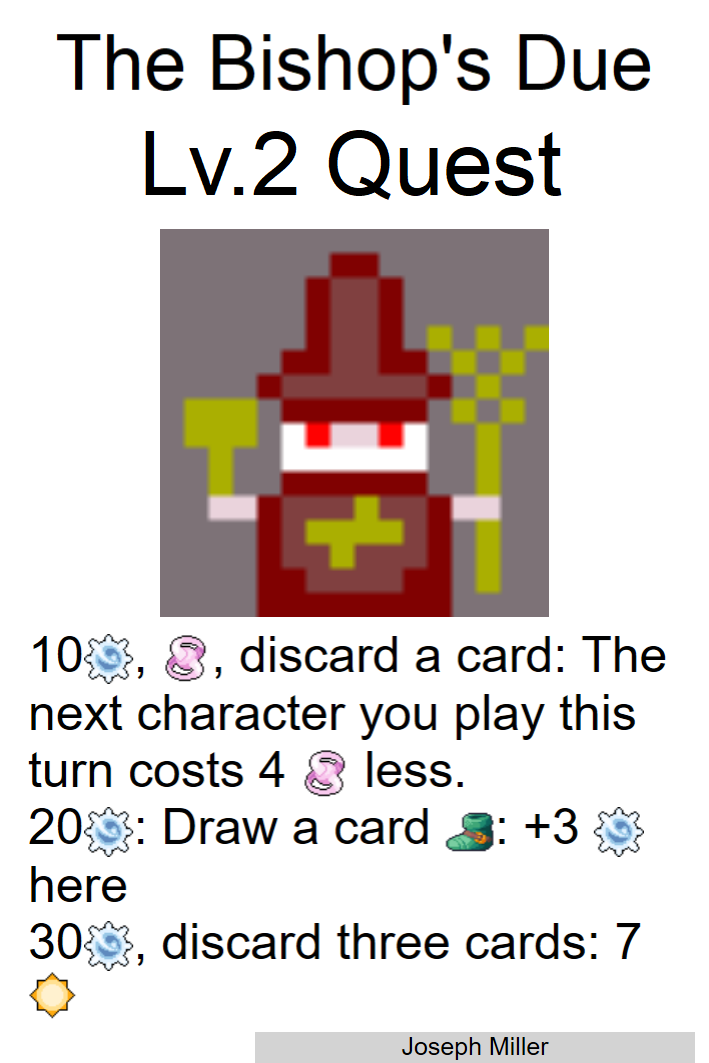 The Bishop's Due
Lv.2 Quest
10, , discard a card: The
next character you play this
turn costs 4 less.
20: Draw a card : +3
here
30, discard three cards: 7
Joseph Miller